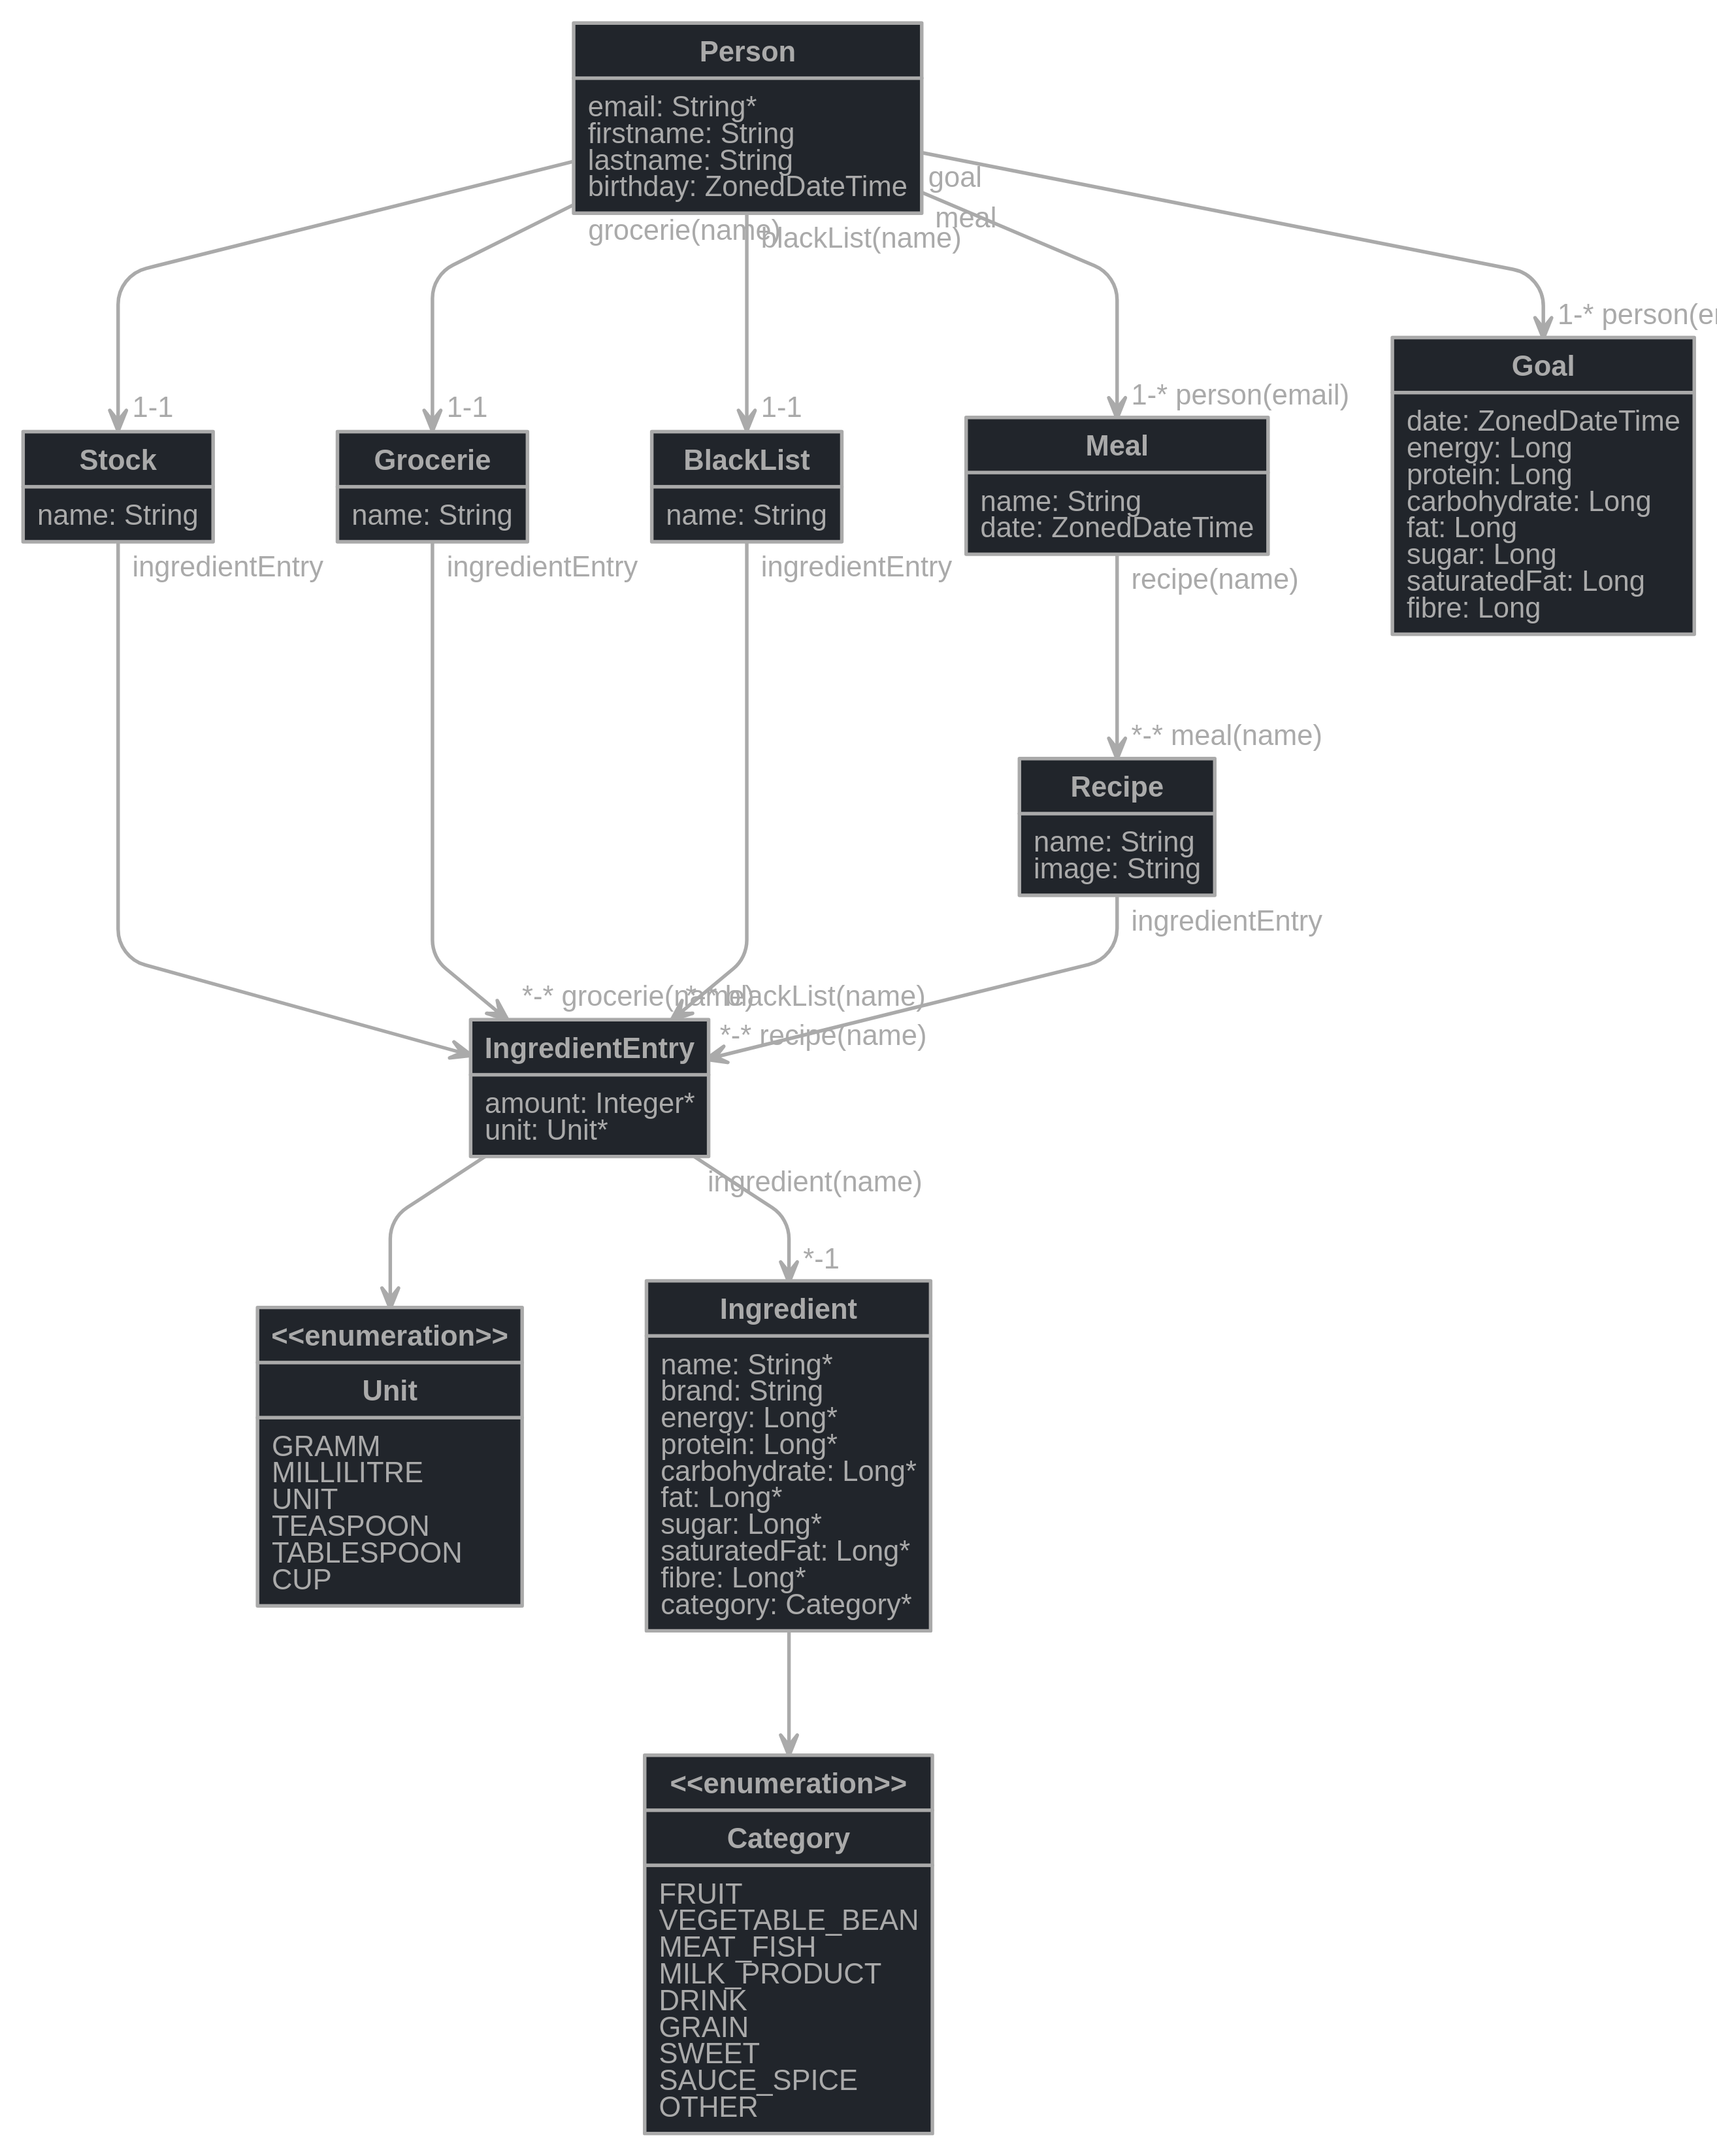 Person
email: String*
firstname: String
lastname: String
birthday: ZonedDateTime
goal
meal
grocerie(name)
blackList(name)
1-* person(
1-1
1-1
1-1
1-* person(email)
Stock
name: String
Grocerie
name: String
BlackList
name: String
Meal
name: String
date: ZonedDateTime
Goal
date: ZonedDateTime
energy: Long
protein: Long
carbohydrate: Long
fat: Long
sugar: Long
saturatedFat: Long
fibre: Long
ingredientEntry
ingredientEntry
ingredientEntry
recipe(name)
*-* meal(name)
Recipe
name: String
image: String
ingredientEntry
*-* grocerie(name)
*-* blackList(name)
*-* recipe(name)
IngredientEntry
amount: Integer*
unit: Unit*
ingredient(name)
*-1
<<enumeration>>
Unit
GRAMM
MILLILITRE
UNIT
TEASPOON
TABLESPOON
CUP
Ingredient
name: String*
brand: String
energy: Long*
protein: Long*
carbohydrate: Long*
fat: Long*
sugar: Long*
saturatedFat: Long*
fibre: Long*
category: Category*
<<enumeration>>
Category
FRUIT
VEGETABLE_BEAN
MEAT_FISH
MILK_PRODUCT
DRINK
GRAIN
SWEET
SAUCE_SPICE
OTHER